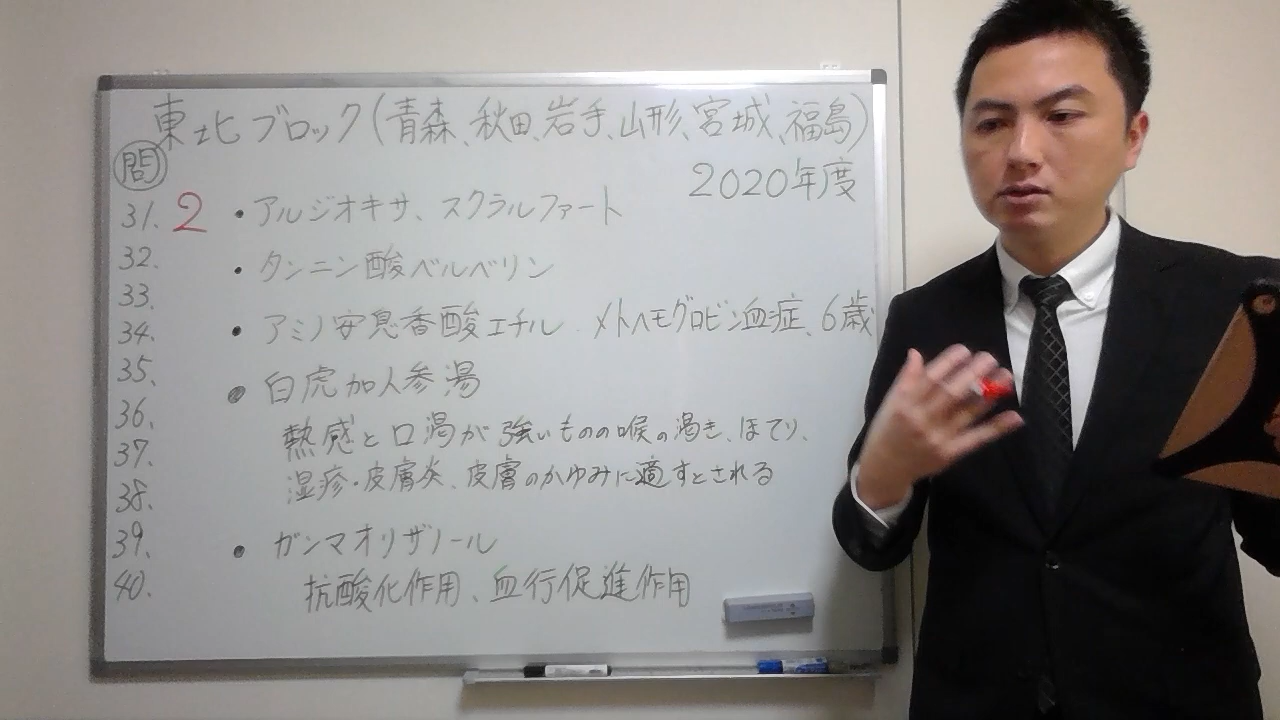 東北ブロック(青森、秋田、岩手、山形、宮城、福島)
2020年度
問
31. 2 ・アルジオキサ、スクラルファート
32. ・タンニン酸ベルベリン
33.
34. ・アミノ安息香酸エチル メトヘモグロビン血症、6歳
35. ・白虎加人参湯
36.
37. 熱感と口渇が強いものの喉の渇き、ほてり、
38. 湿疹・皮膚炎、皮膚のかゆみに適すとされる
39. ・ガンマオリザノール
40. 抗酸化作用、血行促進作用